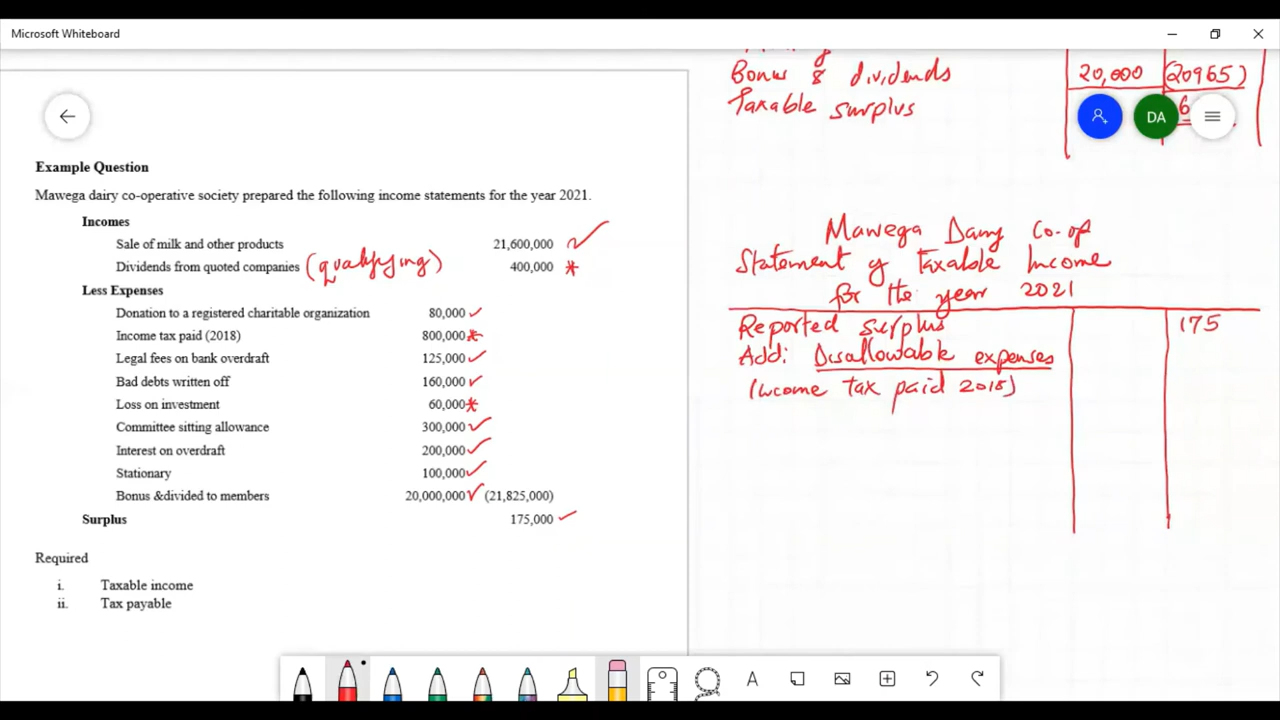 Microsoft Whiteboard
Example Question
Mawega dairy co-operative society prepared the following income statements for the year 2021.
Incomes
Sale of milk and other products 21,600,000
Dividends from quoted companies (qualifying) 400,000 *
Less Expenses
Donation to a registered charitable organization 80,000
Income tax paid (2018) 800,000 *
Legal fees on bank overdraft 125,000
Bad debts written off 160,000
Loss on investment 60,000 *
Committee sitting allowance 300,000
Interest on overdraft 200,000
Stationary 100,000
Bonus &divided to members 20,000,000 (21,825,000)
Surplus 175,000
Required
i. Taxable income
ii. Tax payable
Bonus & dividends 20,000 (20965)
Taxable surplus 6
DA
Mawega Dairy Co-op
Statement of taxable Income
for the year 2021
Reported surplus 175
Add: Disallowable expenses
(Income tax paid 2018)
A